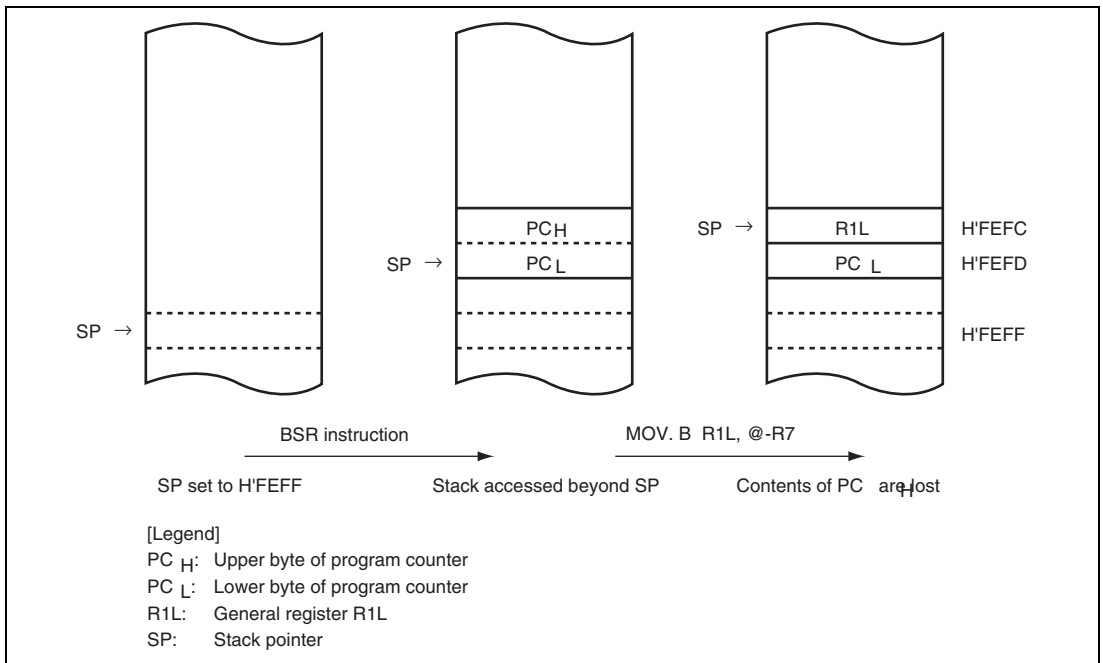 PC H
SP → R1L H'FEFC
SP → PC L PC L H'FEFD
SP → H'FEFF
BSR instruction MOV. B R1L, @-R7
SP set to H'FEFF Stack accessed beyond SP Contents of PC H are lost
[Legend]
PC H: Upper byte of program counter
PC L: Lower byte of program counter
R1L: General register R1L
SP: Stack pointer